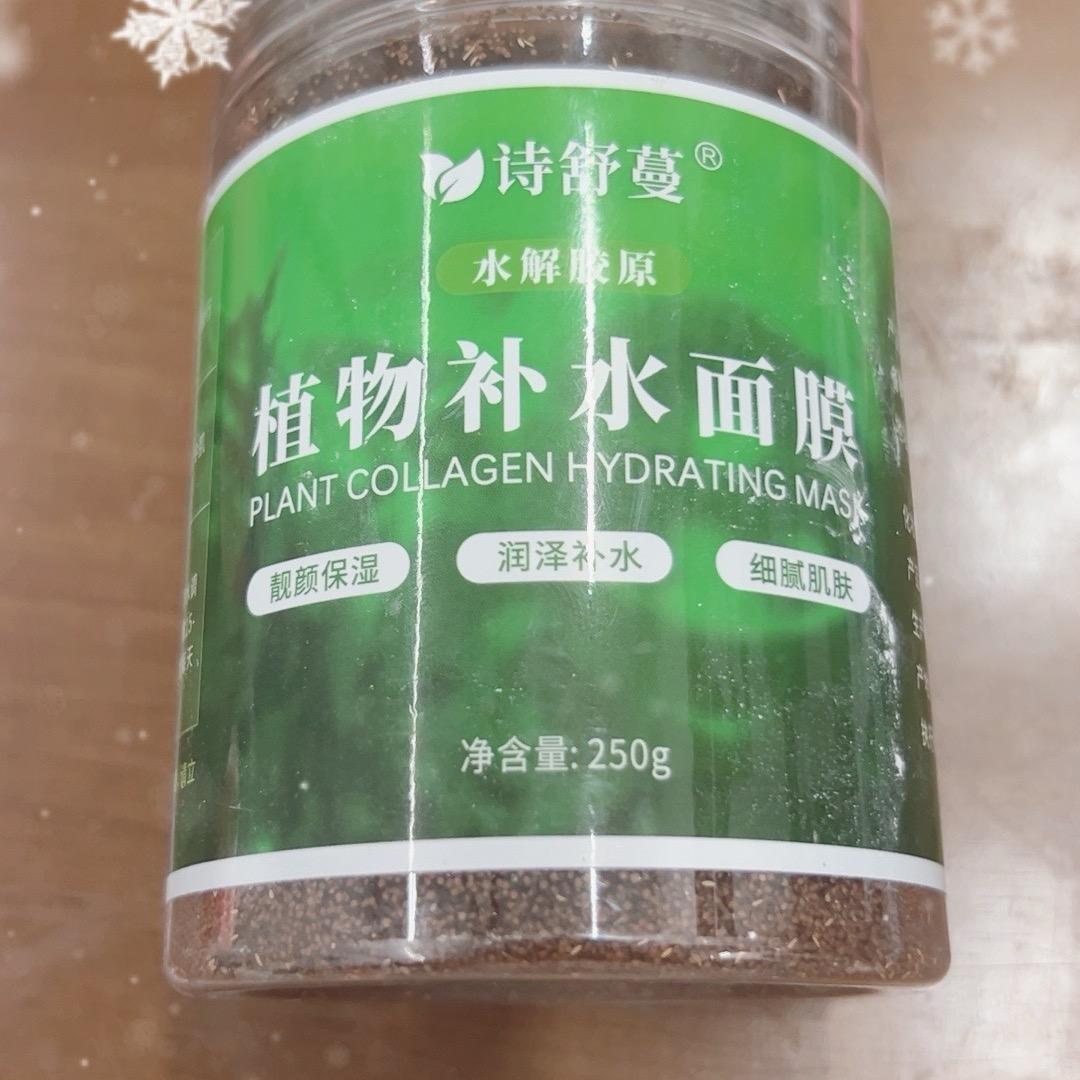 诗舒蔓®
水解胶原
植物补水面膜
PLANT COLLAGEN HYDRATING MASK
靓颜保湿
润泽补水
细腻肌肤
净含量: 250g